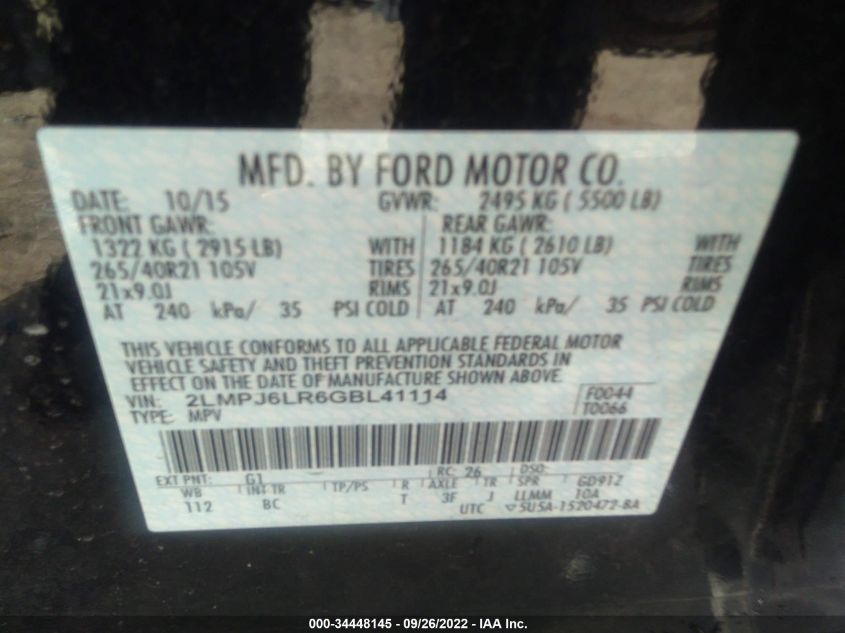 MFD. BY FORD MOTOR CO.
DATE: 10/15 GVWR: 2495 KG ( 5500 LB)
FRONT GAWR: REAR GAWR:
1322 KG ( 2915 LB) WITH 1184 KG ( 2610 LB) WITH
265/40R21 105V TIRES 265/40R21 105V TIRES
21x9.0J RIMS 21x9.0J RIMS
AT 240 kPa/ 35 PSI COLD AT 240 kPa/ 35 PSI COLD
THIS VEHICLE CONFORMS TO ALL APPLICABLE FEDERAL MOTOR
VEHICLE SAFETY AND THEFT PREVENTION STANDARDS IN
EFFECT ON THE DATE OF MANUFACTURE SHOWN ABOVE.
VIN: 2LMPJ6LR6GBL41114 F0044
TYPE: MPV T0066
EXT PNT: G1 RC: 26 DSO:
WB INT TR TP/PS R AXLE TR SPR GD91Z
112 BC T 3F J LLMM 10A
UTC ▽5U5A-1520472-BA
000-34448145 - 09/26/2022 - IAA Inc.